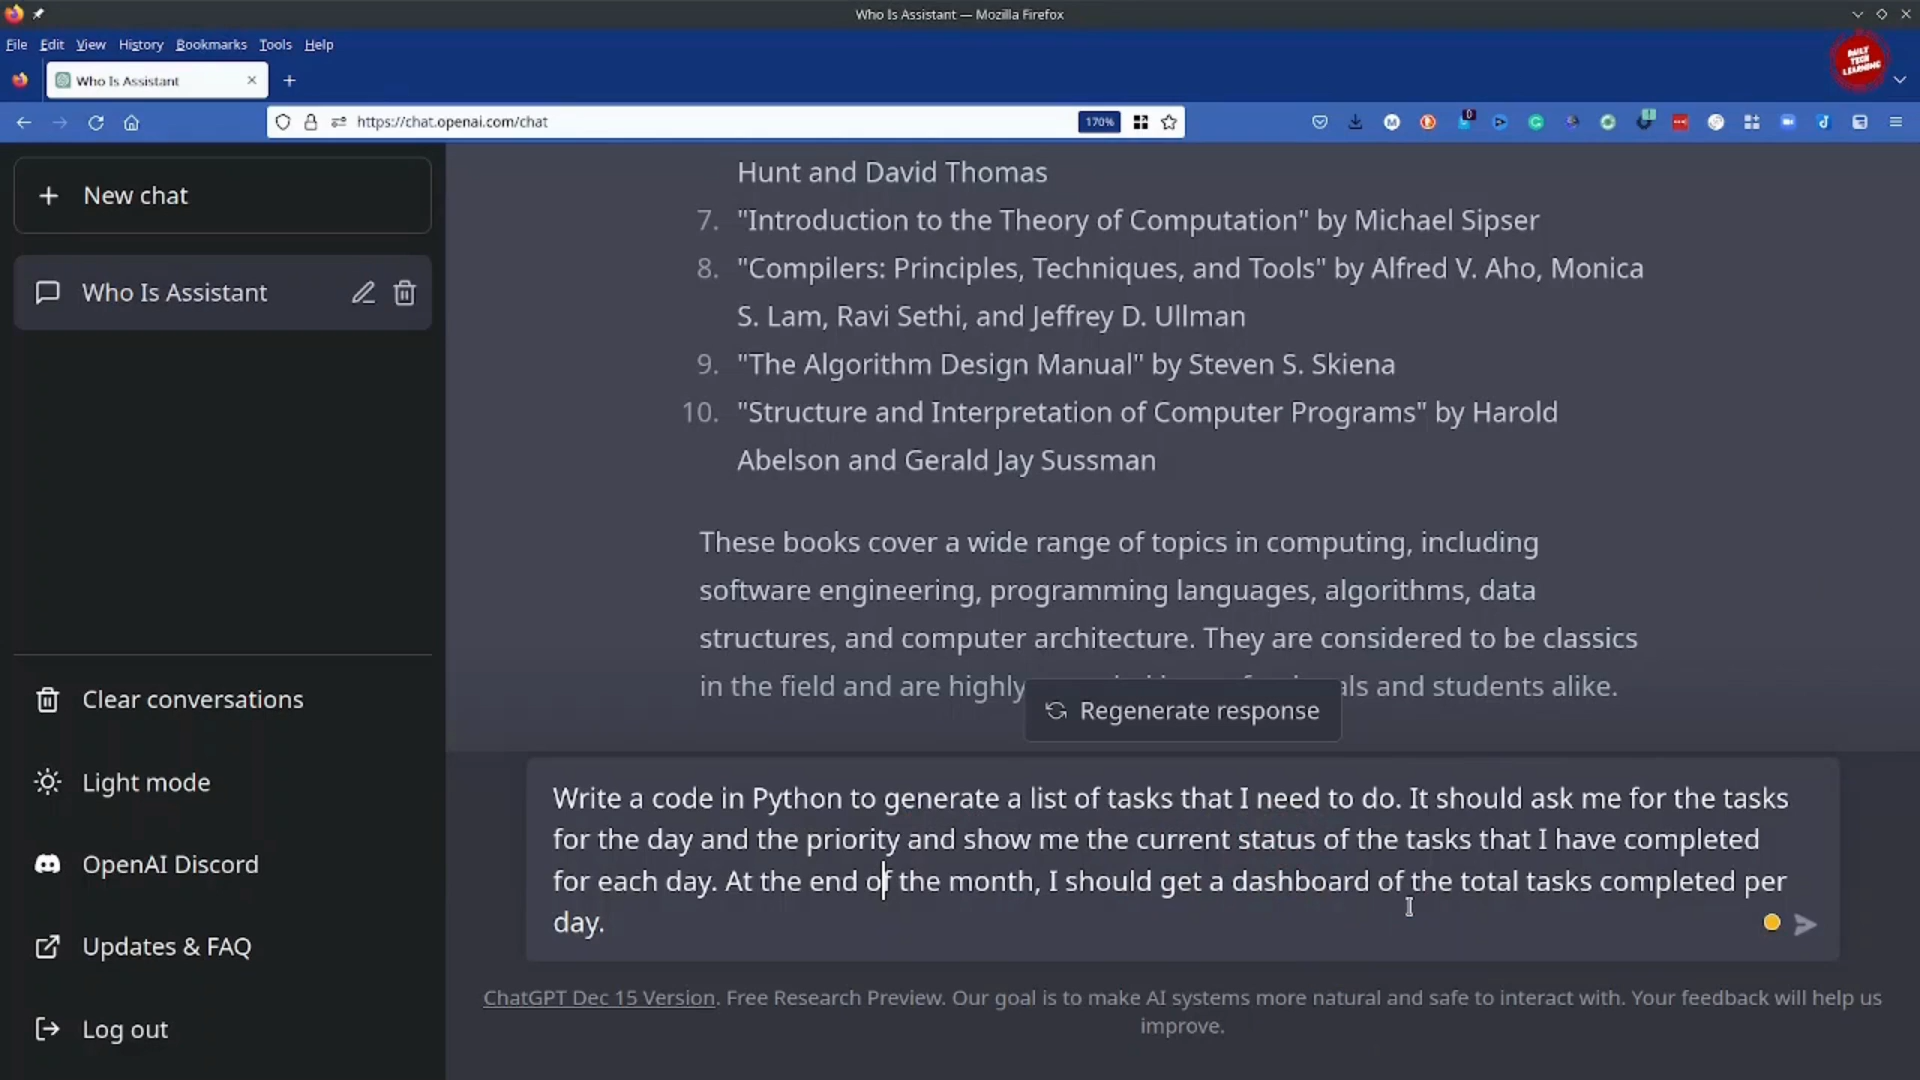 Who Is Assistant — Mozilla Firefox
File Edit View History Bookmarks Tools Help
DAILY
TECH
LEARNING
Who Is Assistant
https://chat.openai.com/chat
170%
New chat
Who Is Assistant
Hunt and David Thomas
7. "Introduction to the Theory of Computation" by Michael Sipser
8. "Compilers: Principles, Techniques, and Tools" by Alfred V. Aho, Monica
S. Lam, Ravi Sethi, and Jeffrey D. Ullman
9. "The Algorithm Design Manual" by Steven S. Skiena
10. "Structure and Interpretation of Computer Programs" by Harold
Abelson and Gerald Jay Sussman
These books cover a wide range of topics in computing, including
software engineering, programming languages, algorithms, data
structures, and computer architecture. They are considered to be classics
in the field and are highly als and students alike.
Regenerate response
Write a code in Python to generate a list of tasks that I need to do. It should ask me for the tasks
for the day and the priority and show me the current status of the tasks that I have completed
for each day. At the end of the month, I should get a dashboard of the total tasks completed per
day.
Clear conversations
Light mode
OpenAI Discord
Updates & FAQ
Log out
ChatGPT Dec 15 Version. Free Research Preview. Our goal is to make AI systems more natural and safe to interact with. Your feedback will help us
improve.